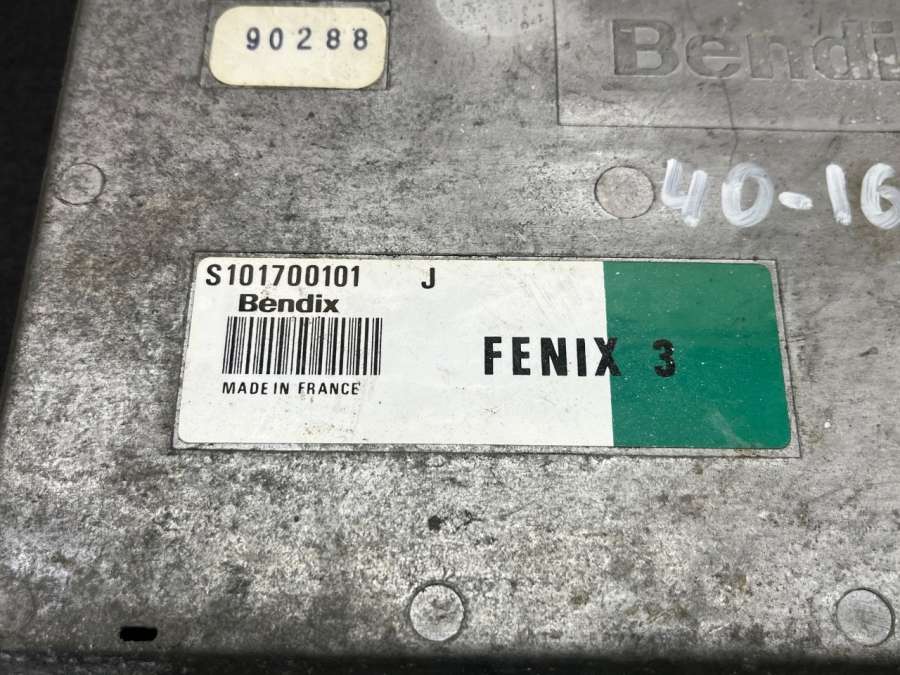 90288
Bendi
40-16
S101700101 J
Bendix
FENIX 3
MADE IN FRANCE